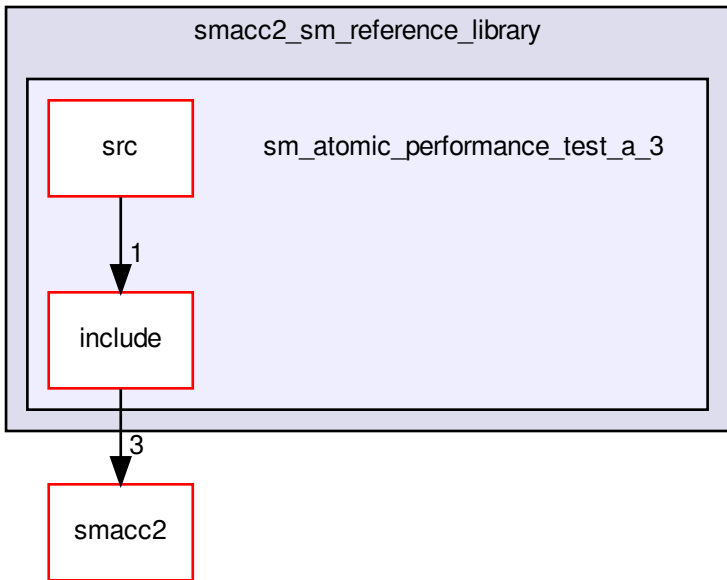 smacc2_sm_reference_library
src
sm_atomic_performance_test_a_3
1
include
3
smacc2